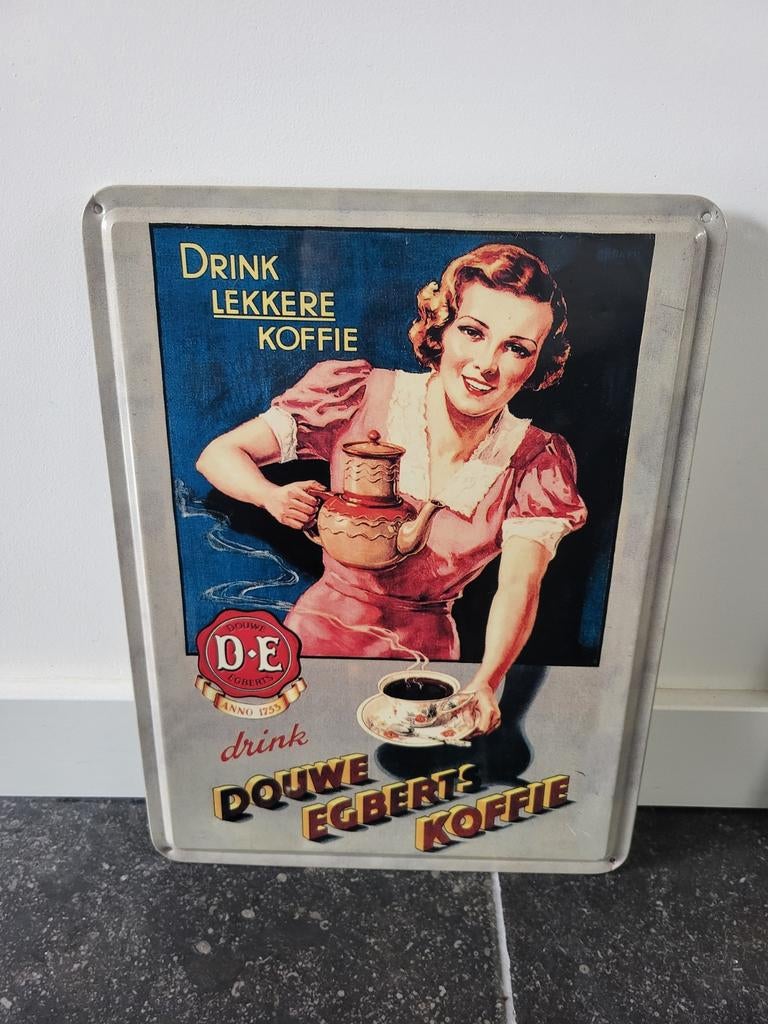 DRINK
LEKKERE
KOFFIE
DOUWE
D·E
EGBERTS
ANNO 1753
drink
DOUWE
EGBERTS
KOFFIE